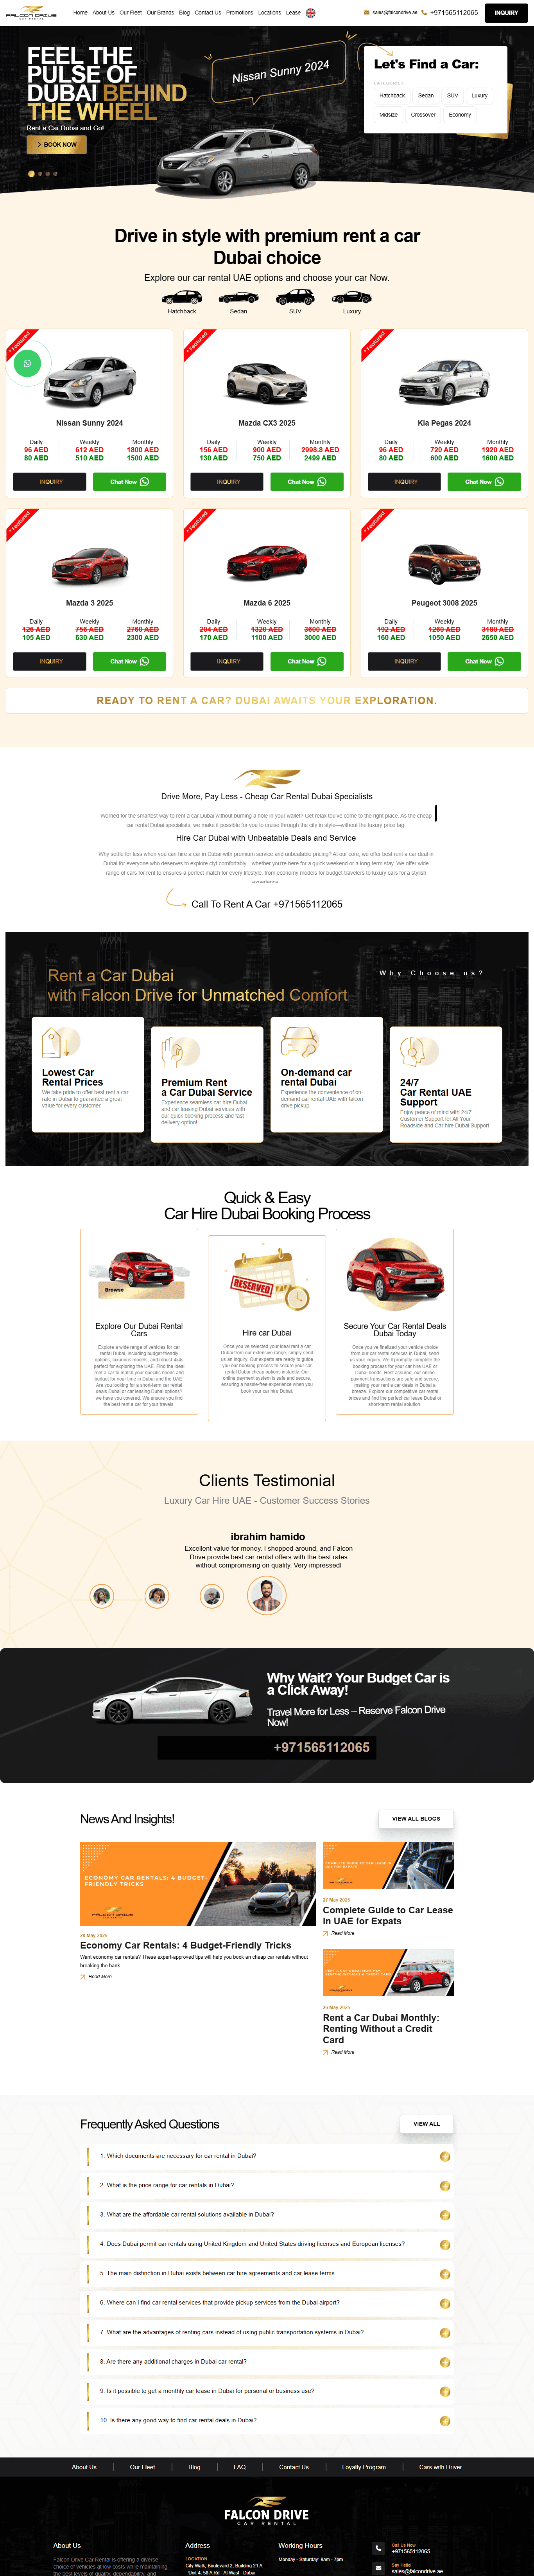 FALCON DRIVE
CAR RENTAL
Home About Us Our Fleet Our Brands Blog Contact Us Promotions Locations Lease
sales@falcondrive.ae +971565112065 INQUIRY
FEEL THE
PULSE OF
DUBAI BEHIND
THE WHEEL
Rent a Car Dubai and Go!
BOOK NOW
Nissan Sunny 2024
Let's Find a Car:
CATEGORIES
Hatchback Sedan SUV Luxury
Midsize Crossover Economy
Drive in style with premium rent a car
Dubai choice
Explore our car rental UAE options and choose your car Now.
Hatchback Sedan SUV Luxury
* Featured * Featured * Featured
Nissan Sunny 2024 Mazda CX3 2025 Kia Pegas 2024
Daily Weekly Monthly Daily Weekly Monthly Daily Weekly Monthly
96 AED 612 AED 1800 AED 156 AED 900 AED 2998.8 AED 96 AED 720 AED 1920 AED
80 AED 510 AED 1500 AED 130 AED 750 AED 2499 AED 80 AED 600 AED 1600 AED
INQUIRY Chat Now INQUIRY Chat Now INQUIRY Chat Now
* Featured * Featured * Featured
Mazda 3 2025 Mazda 6 2025 Peugeot 3008 2025
Daily Weekly Monthly Daily Weekly Monthly Daily Weekly Monthly
126 AED 756 AED 2760 AED 204 AED 1320 AED 3600 AED 192 AED 1260 AED 3180 AED
105 AED 630 AED 2300 AED 170 AED 1100 AED 3000 AED 160 AED 1050 AED 2650 AED
INQUIRY Chat Now INQUIRY Chat Now INQUIRY Chat Now
READY TO RENT A CAR? DUBAI AWAITS YOUR EXPLORATION.
Drive More, Pay Less - Cheap Car Rental Dubai Specialists
Worried for the smartest way to rent a car Dubai without burning a hole in your wallet? Get relax! You've come to the right place. As the cheap
car rental Dubai specialists, we make it possible for you to cruise through the city in style—without the luxury price tag.
Hire Car Dubai with Unbeatable Deals and Service
Why settle for less when you can hire a car in Dubai with premium service and unbeatable pricing? At our core, we offer best rent a car deal in
Dubai for everyone who deserves to explore city comfortably—whether you're here for a quick weekend or a long-term stay. We offer wide
range of cars for rent to ensures a perfect match for every lifestyle, from economy models for budget travelers to luxury cars for a stylish
experience.
Call To Rent A Car +971565112065
Rent a Car Dubai
with Falcon Drive for Unmatched Comfort
Why Choose us?
Lowest Car
Rental Prices
We take pride to offer best rent a car
rate in Dubai to guarantee a great
value for every customer.
Premium Rent
a Car Dubai Service
Experience seamless car hire Dubai
and car leasing Dubai services with
our quick booking process and fast
delivery option!
On-demand car
rental Dubai
Experience the convenience of on-
demand car rental UAE with falcon
drive pickup.
24/7
Car Rental UAE
Support
Enjoy peace of mind with 24/7
Customer Support for All Your
Roadside and Car hire Dubai Support
Quick & Easy
Car Hire Dubai Booking Process
Browse
Explore Our Dubai Rental
Cars
Explore a wide range of vehicles for car
rental Dubai, including budget-friendly
options, luxurious models, and robust 4x4s
perfect for exploring the UAE. Find the ideal
rent a car to match your specific needs and
budget for your time in Dubai and the UAE.
Are you looking for a short-term car rental
deals Dubai or car leasing Dubai options?
we have you covered. We ensure you find
the best rent a car for your travels.
RESERVED
Hire car Dubai
Once you've selected your ideal rent a car
Dubai from our extensive range, simply send
us an inquiry. Our experts are ready to guide
you our booking process to secure your car
rental Dubai cheap options instantly. Our
online payment system is safe and secure,
ensuring a hassle-free experience when you
book your car hire Dubai.
Secure Your Car Rental Deals
Dubai Today
Once you've finalized your vehicle choice
from our car rental services in Dubai, send
us your inquiry. We'll promptly complete the
booking process for your car hire UAE or
Dubai needs. Rest assured, our online
payment transactions are safe and secure,
making your rent a car deals in Dubai a
breeze. Explore our competitive car rental
prices and find the perfect car lease Dubai or
short-term rental solution.
Clients Testimonial
Luxury Car Hire UAE - Customer Success Stories
ibrahim hamido
Excellent value for money. I shopped around, and Falcon
Drive provide best car rental offers with the best rates
without compromising on quality. Very impressed!
Why Wait? Your Budget Car is
a Click Away!
Travel More for Less – Reserve Falcon Drive
Now!
+971565112065
News And Insights!
VIEW ALL BLOGS
ECONOMY CAR RENTALS: 4 BUDGET-
FRIENDLY TRICKS
FALCON DRIVE
28 May 2025
Economy Car Rentals: 4 Budget-Friendly Tricks
Want economy car rentals? These expert-approved tips will help you book an cheap car rentals without
breaking the bank.
Read More
COMPLETE GUIDE TO CAR LEASE IN
UAE FOR EXPATS
27 May 2025
Complete Guide to Car Lease
in UAE for Expats
Read More
RENT A CAR DUBAI MONTHLY:
RENTING WITHOUT A CREDIT CARD
26 May 2025
Rent a Car Dubai Monthly:
Renting Without a Credit
Card
Read More
Frequently Asked Questions
VIEW ALL
1. Which documents are necessary for car rental in Dubai?
2. What is the price range for car rentals in Dubai?
3. What are the affordable car rental solutions available in Dubai?
4. Does Dubai permit car rentals using United Kingdom and United States driving licenses and European licenses?
5. The main distinction in Dubai exists between car hire agreements and car lease terms.
6. Where can I find car rental services that provide pickup services from the Dubai airport?
7. What are the advantages of renting cars instead of using public transportation systems in Dubai?
8. Are there any additional charges in Dubai car rental?
9. Is it possible to get a monthly car lease in Dubai for personal or business use?
10. Is there any good way to find car rental deals in Dubai?
About Us Our Fleet Blog FAQ Contact Us Loyalty Program Cars with Driver
FALCON DRIVE
CAR RENTAL
About Us
Falcon Drive Car Rental is offering a diverse
choice of vehicles at low costs while maintaining
the best levels of quality, dependability, and
Address
LOCATION:
City Walk, Boulevard 2, Building 21 A
- Unit 4, 58 A Rd - Al Wasl - Dubai
Working Hours
Monday - Saturday: 9am - 7pm
Call Us Now
+971565112065
Say Hello!
sales@falcondrive.ae